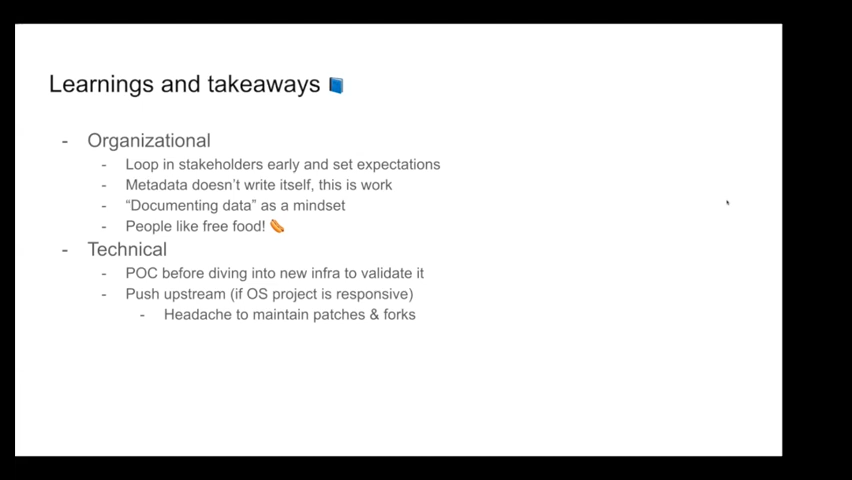 Learnings and takeaways 📘
- Organizational
- Loop in stakeholders early and set expectations
- Metadata doesn’t write itself, this is work
- “Documenting data” as a mindset
- People like free food! 🌭
- Technical
- POC before diving into new infra to validate it
- Push upstream (if OS project is responsive)
- Headache to maintain patches & forks